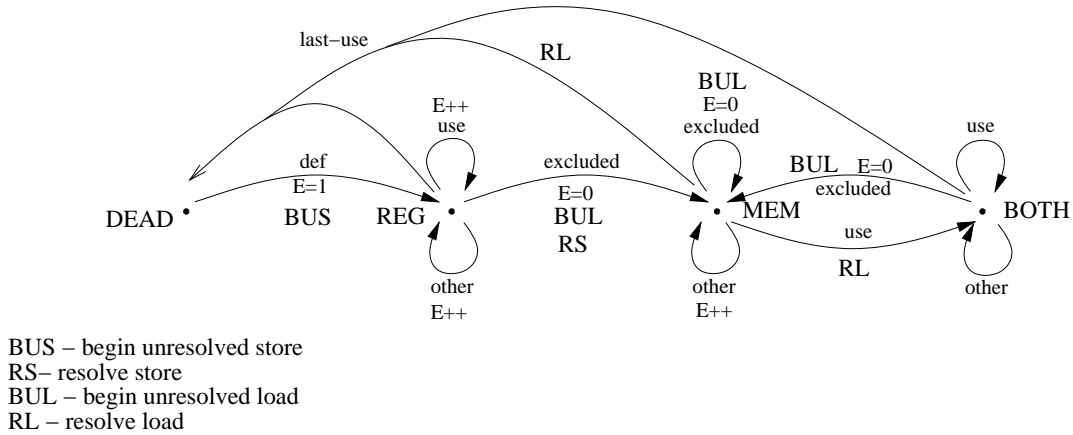 last−use
RL
BUL
E=0
excluded
E++
use
use
def
E=1
BUS
excluded
E=0
BUL
RS
BUL E=0
excluded
DEAD
REG
MEM
BOTH
use
RL
other
E++
other
E++
other
BUS − begin unresolved store
RS− resolve store
BUL − begin unresolved load
RL − resolve load